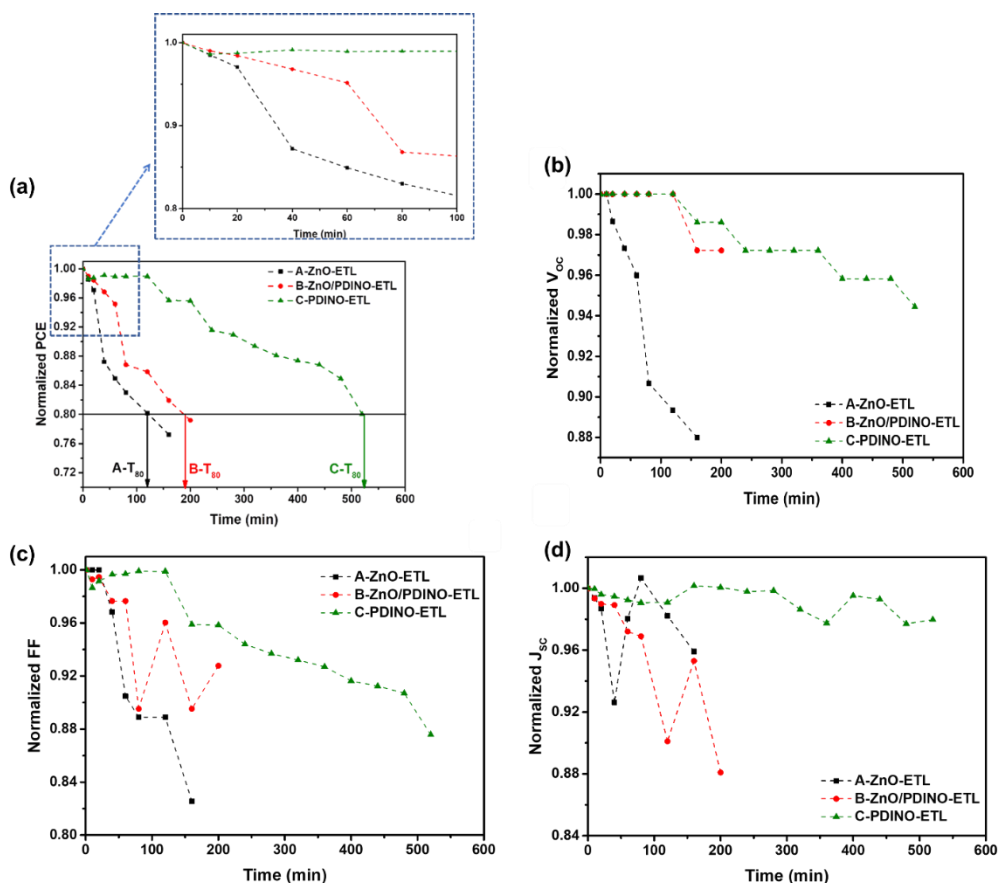 (a)
1.0
0.9
0.8
0 20 40 60 80 100
Time (min)
Normalized PCE
1.00
0.96
0.92
0.88
0.84
0.80
0.76
0.72
A-ZnO-ETL
B-ZnO/PDINO-ETL
C-PDINO-ETL
A-T80
B-T80
C-T80
0 100 200 300 400 500 600
Time (min)
(b)
Normalized VOC
1.00
0.98
0.96
0.94
0.92
0.90
0.88
A-ZnO-ETL
B-ZnO/PDINO-ETL
C-PDINO-ETL
0 100 200 300 400 500 600
Time (min)
(c)
Normalized FF
1.00
0.96
0.92
0.88
0.84
0.80
A-ZnO-ETL
B-ZnO/PDINO-ETL
C-PDINO-ETL
0 100 200 300 400 500 600
Time (min)
(d)
Normalized JSC
1.00
0.96
0.92
0.88
0.84
A-ZnO-ETL
B-ZnO/PDINO-ETL
C-PDINO-ETL
0 100 200 300 400 500 600
Time (min)